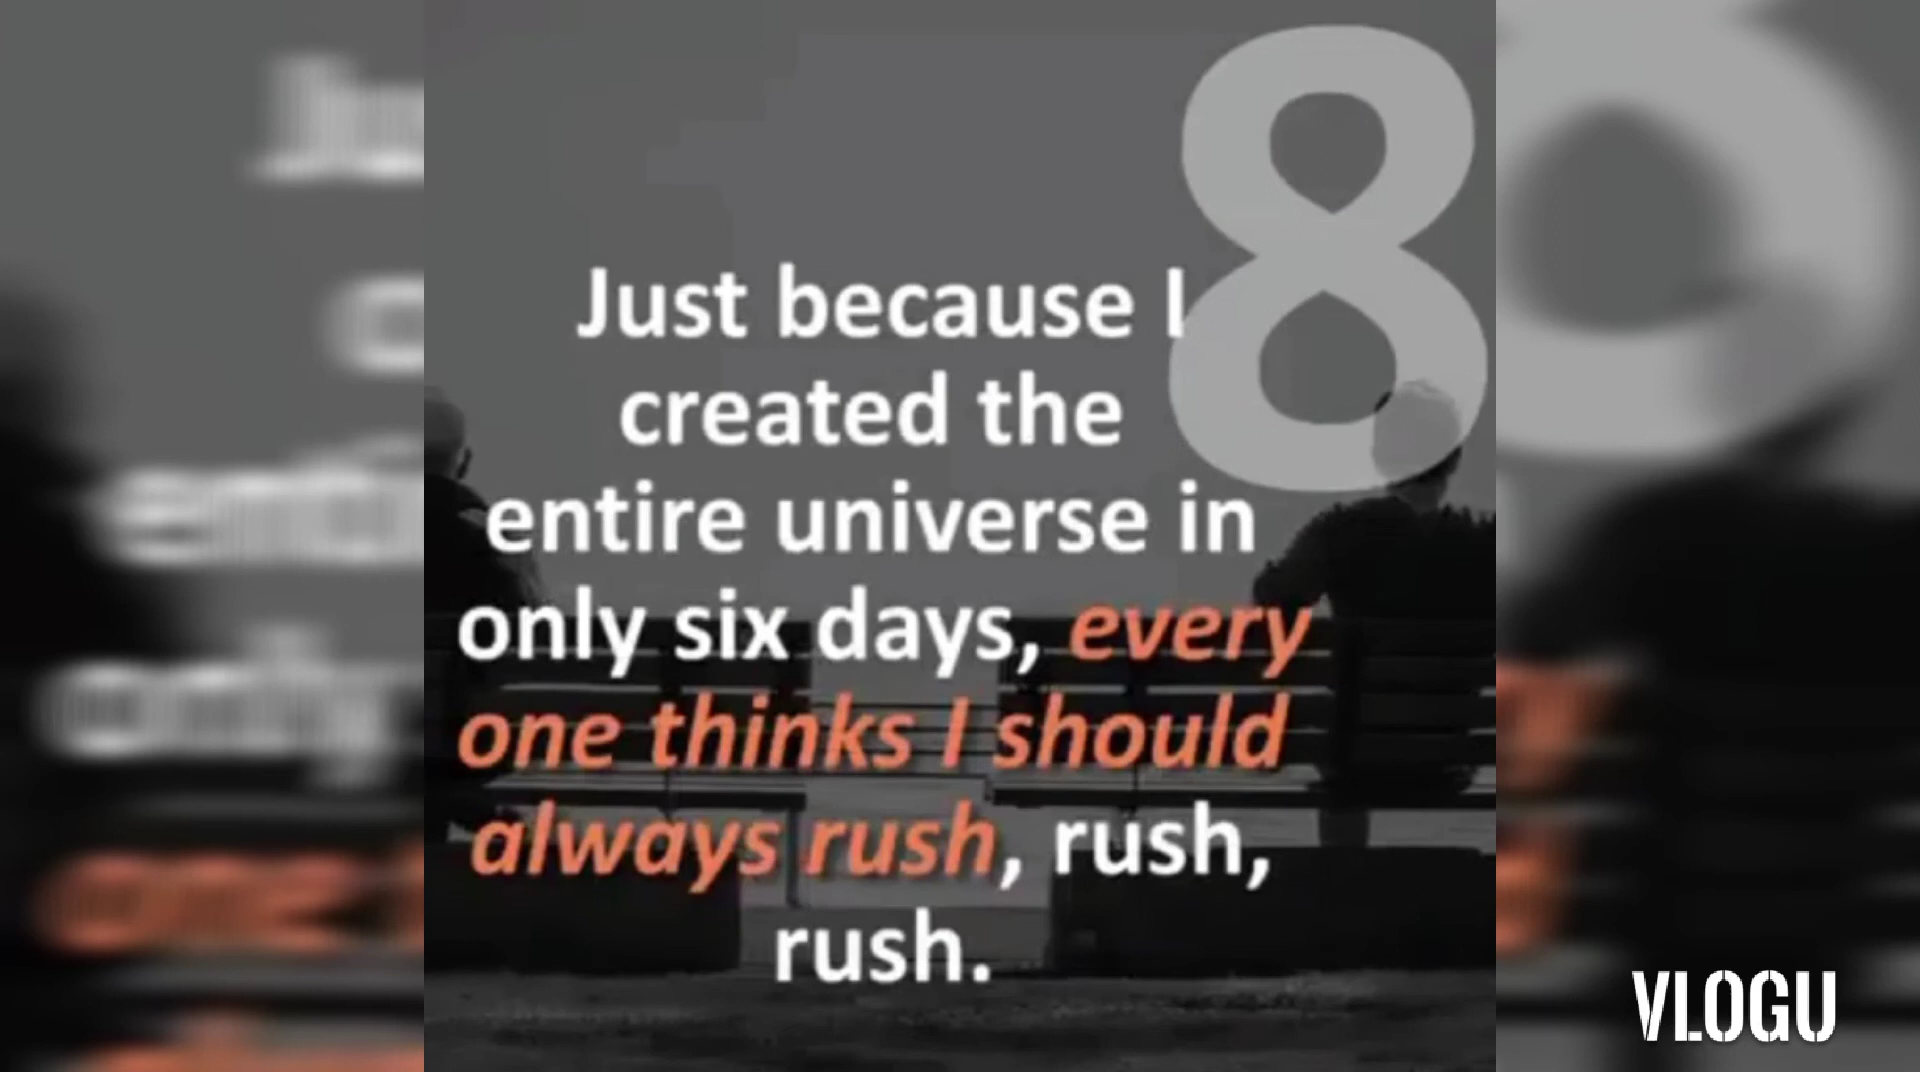 8
Just because I
created the
entire universe in
only six days, every
one thinks I should
always rush, rush,
rush.
VLOGU